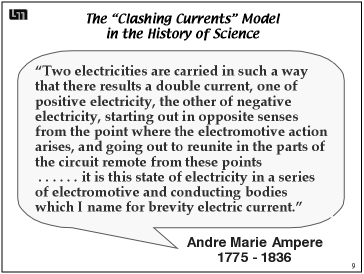 The “Clashing Currents” Model
in the History of Science
“Two electricities are carried in such a way
that there results a double current, one of
positive electricity, the other of negative
electricity, starting out in opposite senses
from the point where the electromotive action
arises, and going out to reunite in the parts of
the circuit remote from these points
. . . . . . it is this state of electricity in a series
of electromotive and conducting bodies
which I name for brevity electric current.”
Andre Marie Ampere
1775 - 1836
9